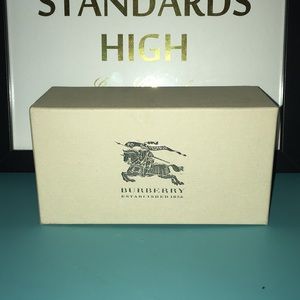 STANDARDS
HIGH
BURBERRY
ESTABLISHED 1856